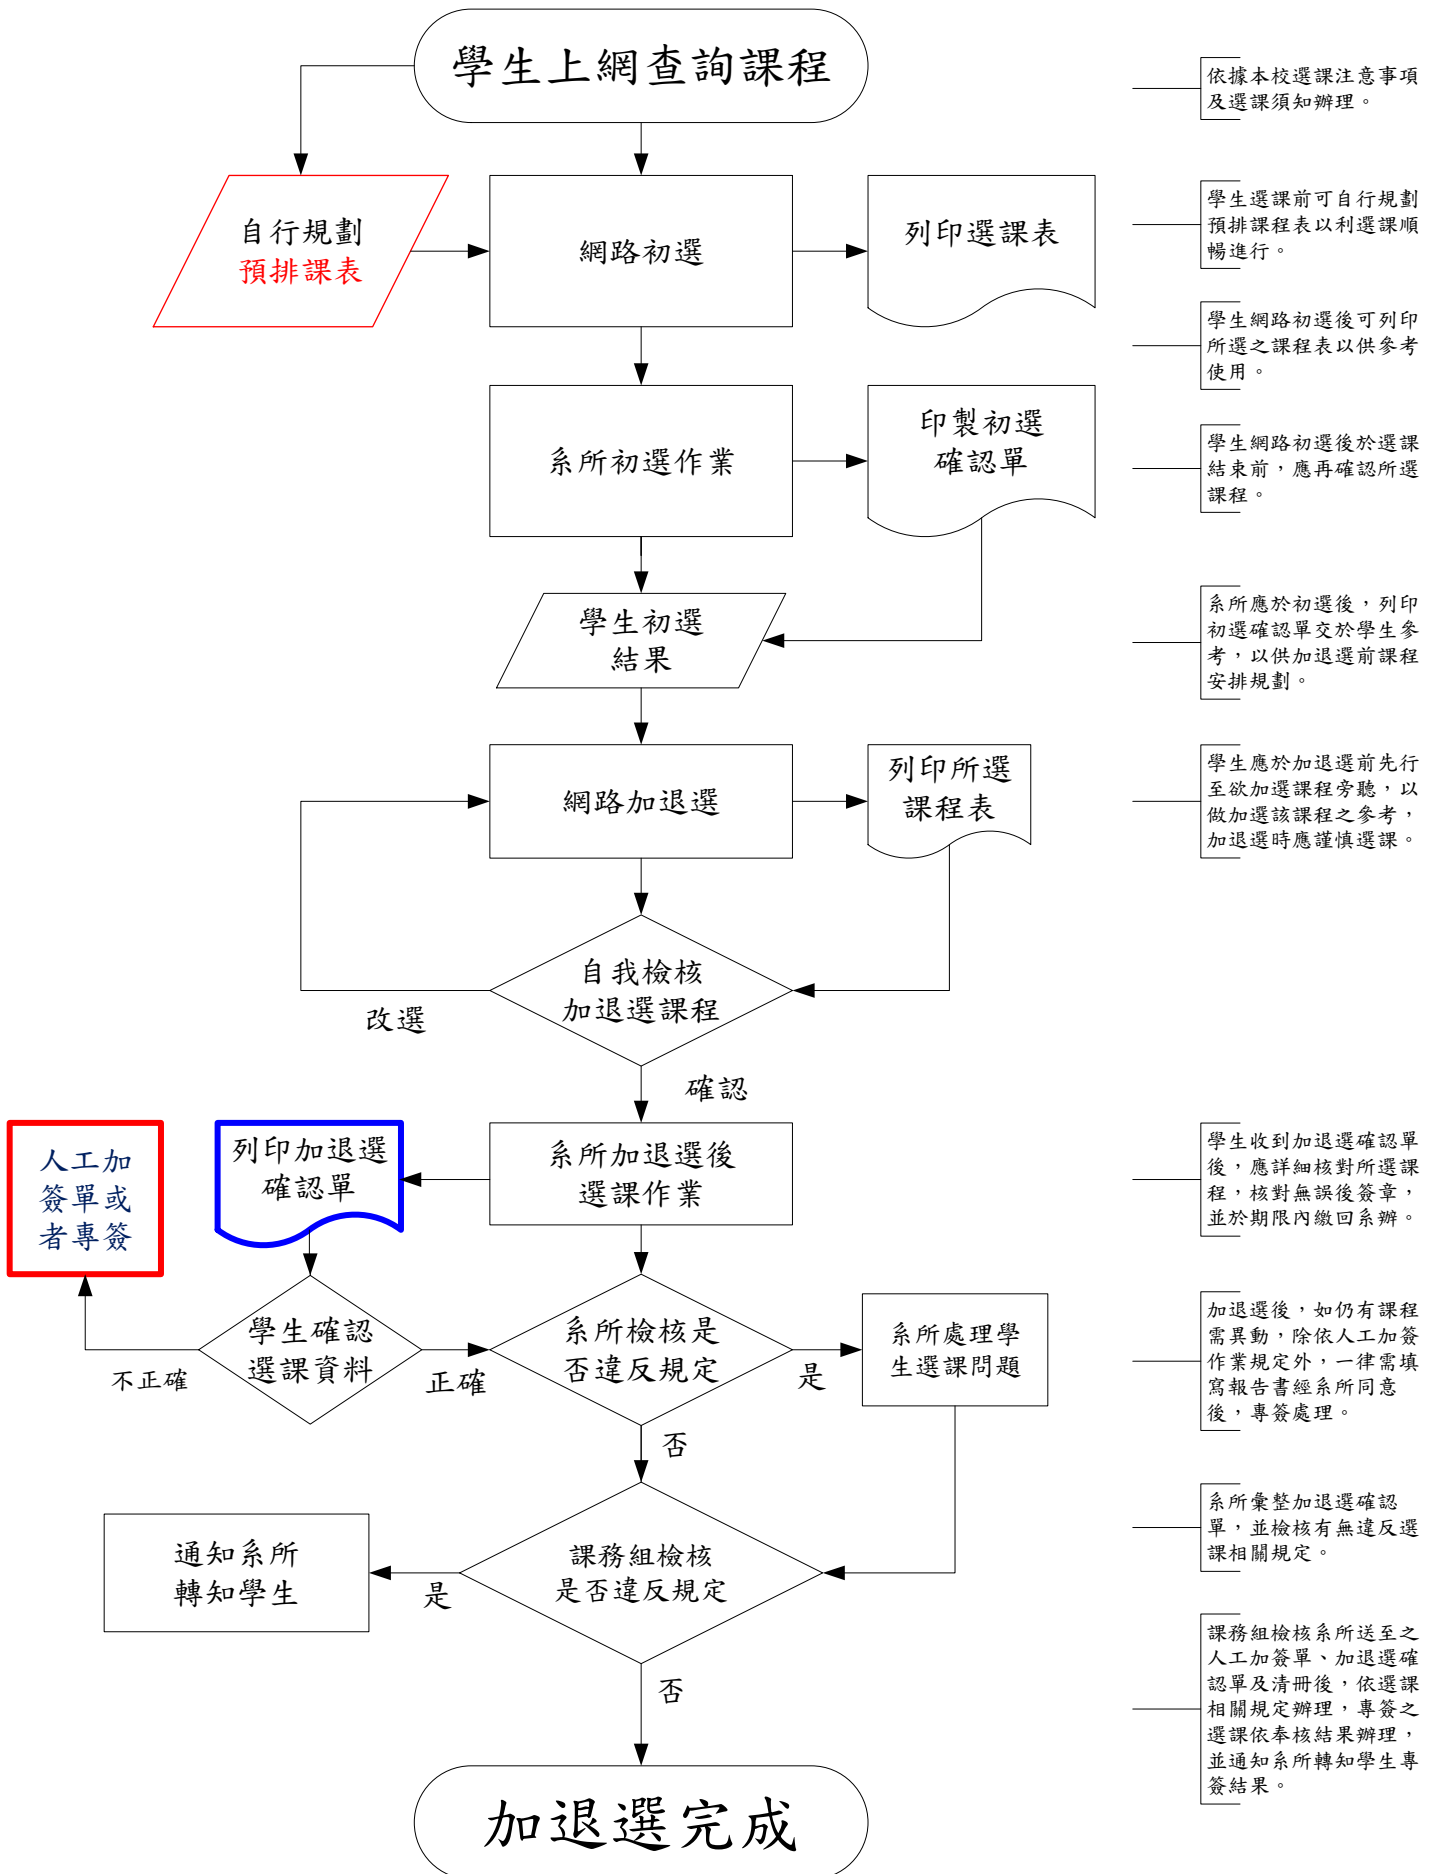 學生上網查詢課程
依據本校選課注意事項
及選課須知辦理。
自行規劃
預排課表
網路初選
列印選課表
學生選課前可自行規劃
預排課程表以利選課順
暢進行。
學生網路初選後可列印
所選之課程表以供參考
使用。
系所初選作業
印製初選
確認單
學生網路初選後於選課
結束前，應再確認所選
課程。
學生初選
結果
系所應於初選後，列印
初選確認單交於學生參
考，以供加退選前課程
安排規劃。
網路加退選
列印所選
課程表
學生應於加退選前先行
至欲加選課程旁聽，以
做加選該課程之參考，
加退選時應謹慎選課。
自我檢核
加退選課程
改選
確認
人工加
簽單或
者專簽
列印加退選
確認單
系所加退選後
選課作業
學生收到加退選確認單
後，應詳細核對所選課
程，核對無誤後簽章，
並於期限內繳回系辦。
學生確認
選課資料
不正確
正確
系所檢核是
否違反規定
是
否
系所處理學
生選課問題
加退選後，如仍有課程
需異動，除依人工加簽
作業規定外，一律需填
寫報告書經系所同意
後，專簽處理。
系所彙整加退選確認
單，並檢核有無違反選
課相關規定。
通知系所
轉知學生
是
課務組檢核
是否違反規定
否
課務組檢核系所送至之
人工加簽單、加退選確
認單及清冊後，依選課
相關規定辦理，專簽之
選課依奉核結果辦理，
並通知系所轉知學生專
簽結果。
加退選完成